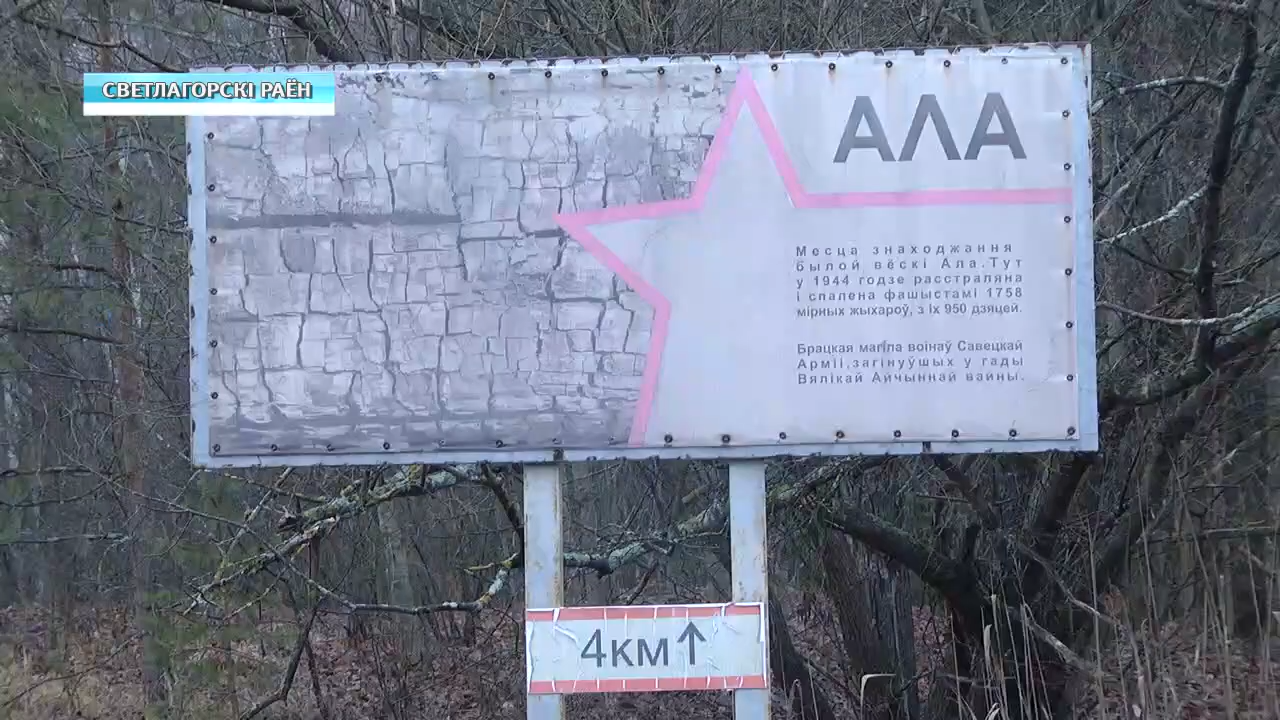 СВЕТЛАГОРСКІ РАЁН
АЛА
Месца знаходжання
былой вёскі Ала.Тут
у 1944 годзе расстраляна
і спалена фашыстамі 1758
мірных жыхароў, з іх 950 дзяцей.
Брацкая магіла воінаў Савецкай
Арміі,загінуўшых у гады
Вялікай Айчыннай вайны.
4км↑